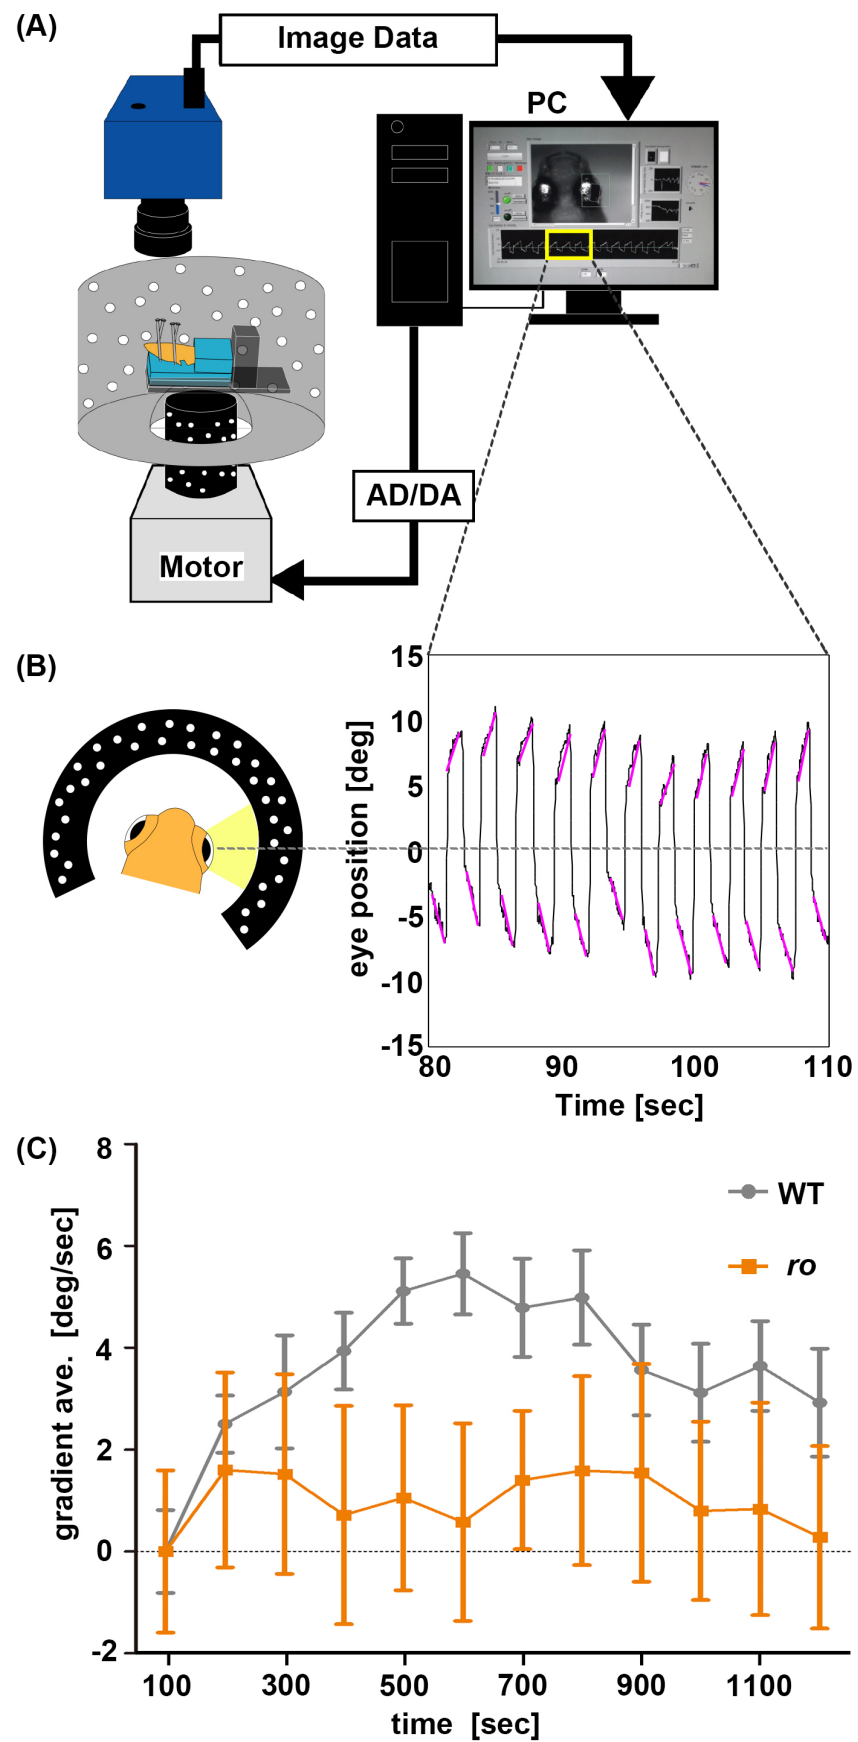 (A)
Image Data
PC
AD/DA
Motor
(B)
15
10
5
0
-5
-10
-15
eye position [deg]
80 90 100 110
Time [sec]
(C)
8
6
4
2
0
-2
gradient ave. [deg/sec]
WT
ro
100 300 500 700 900 1100
time [sec]